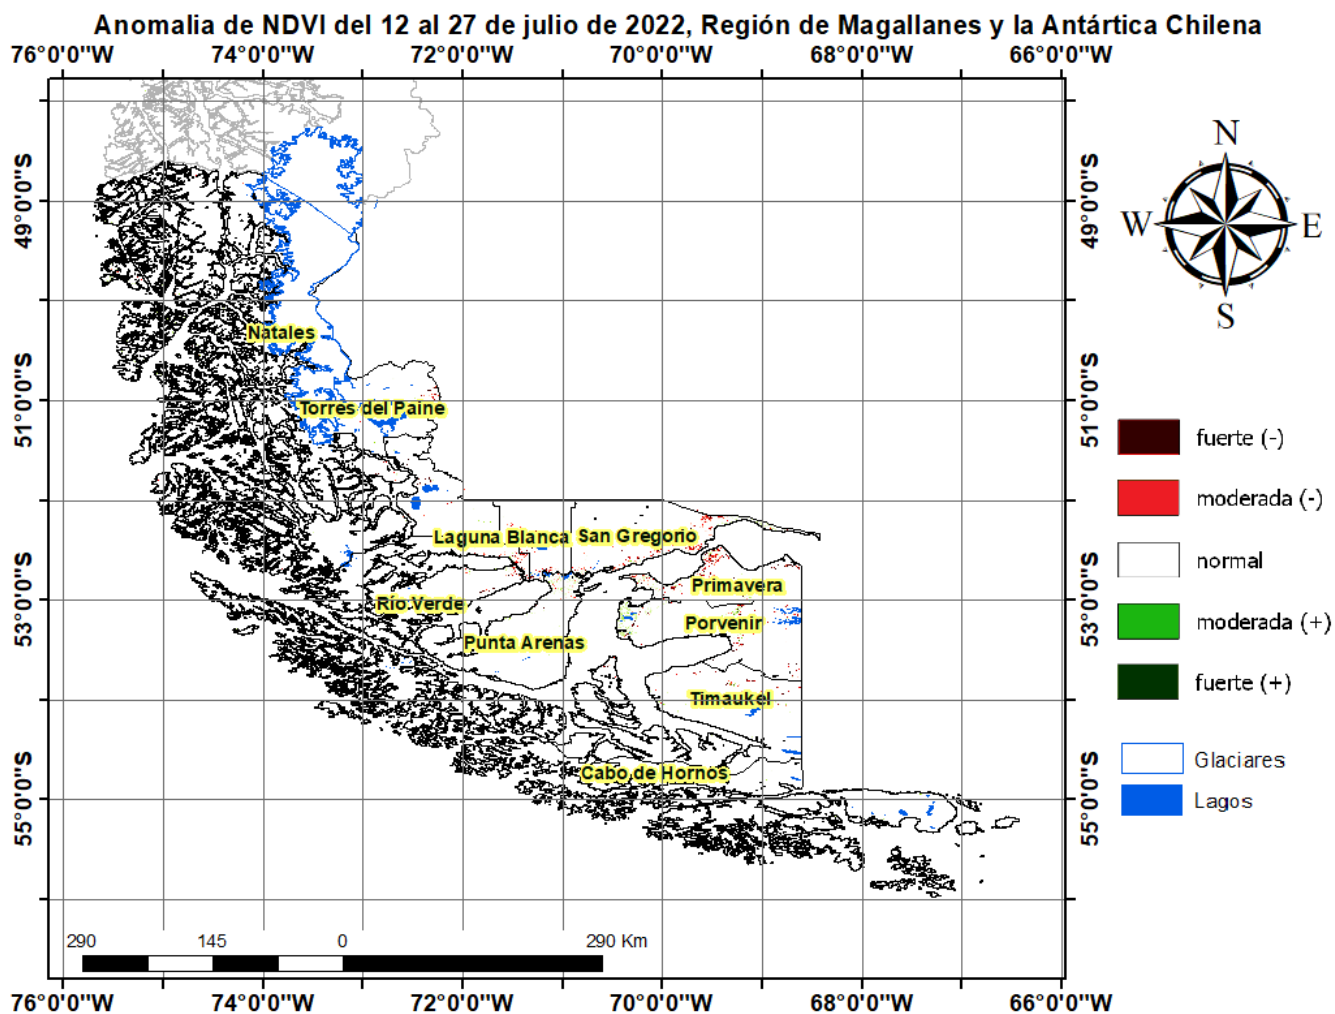 Anomalia de NDVI del 12 al 27 de julio de 2022, Región de Magallanes y la Antártica Chilena
76°0'0"W 74°0'0"W 72°0'0"W 70°0'0"W 68°0'0"W 66°0'0"W
N
W E
S
49°0'0"S 49°0'0"S
Natales
51°0'0"S 51°0'0"S
Torres del Paine
Laguna Blanca San Gregorio
Primavera
Río Verde
53°0'0"S 53°0'0"S
Porvenir
Punta Arenas
Timaukel
Cabo de Hornos
55°0'0"S 55°0'0"S
fuerte (-)
moderada (-)
normal
moderada (+)
fuerte (+)
Glaciares
Lagos
290 145 0 290 Km
76°0'0"W 74°0'0"W 72°0'0"W 70°0'0"W 68°0'0"W 66°0'0"W